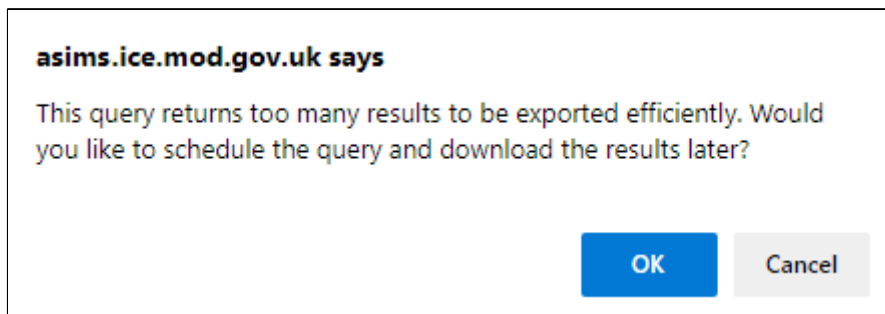 asims.ice.mod.gov.uk says
This query returns too many results to be exported efficiently. Would
you like to schedule the query and download the results later?
OK
Cancel